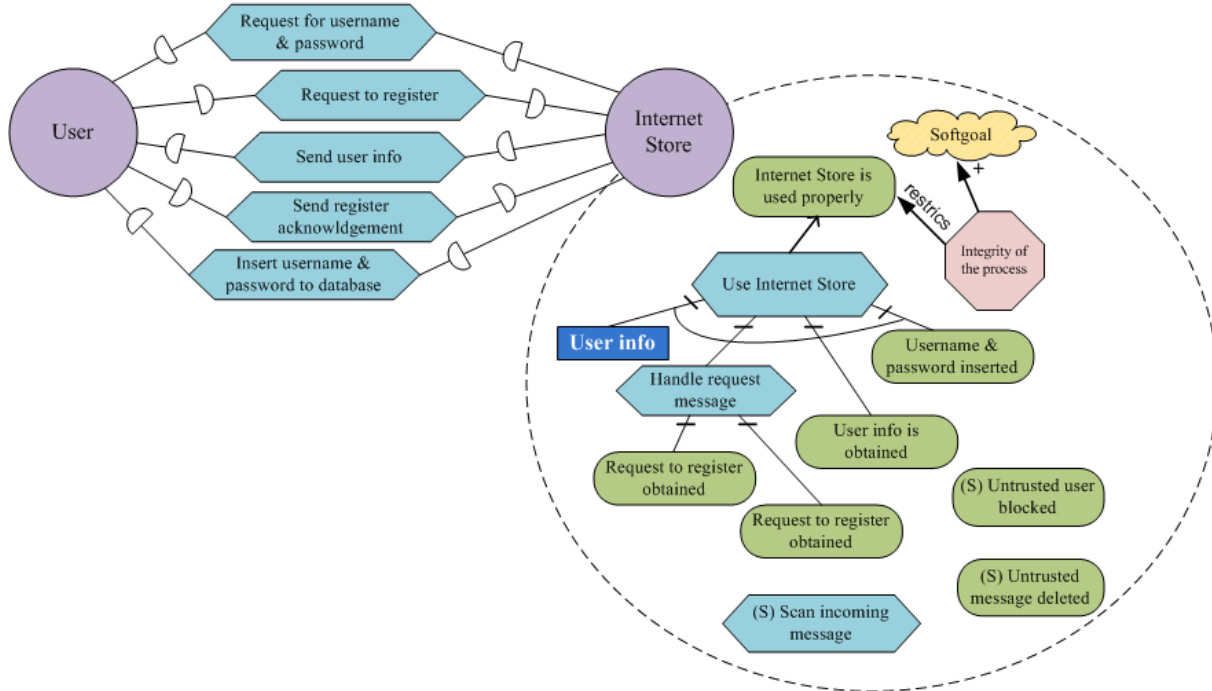 Request for username
& password
Request to register
Send user info
Send register
acknowldgement
Insert username &
password to database
User
Internet
Store
Softgoal
+
Internet Store is
used properly
restrics
Integrity of
the process
Use Internet Store
User info
Username &
password inserted
Handle request
message
User info is
obtained
Request to register
obtained
(S) Untrusted user
blocked
Request to register
obtained
(S) Untrusted
message deleted
(S) Scan incoming
message